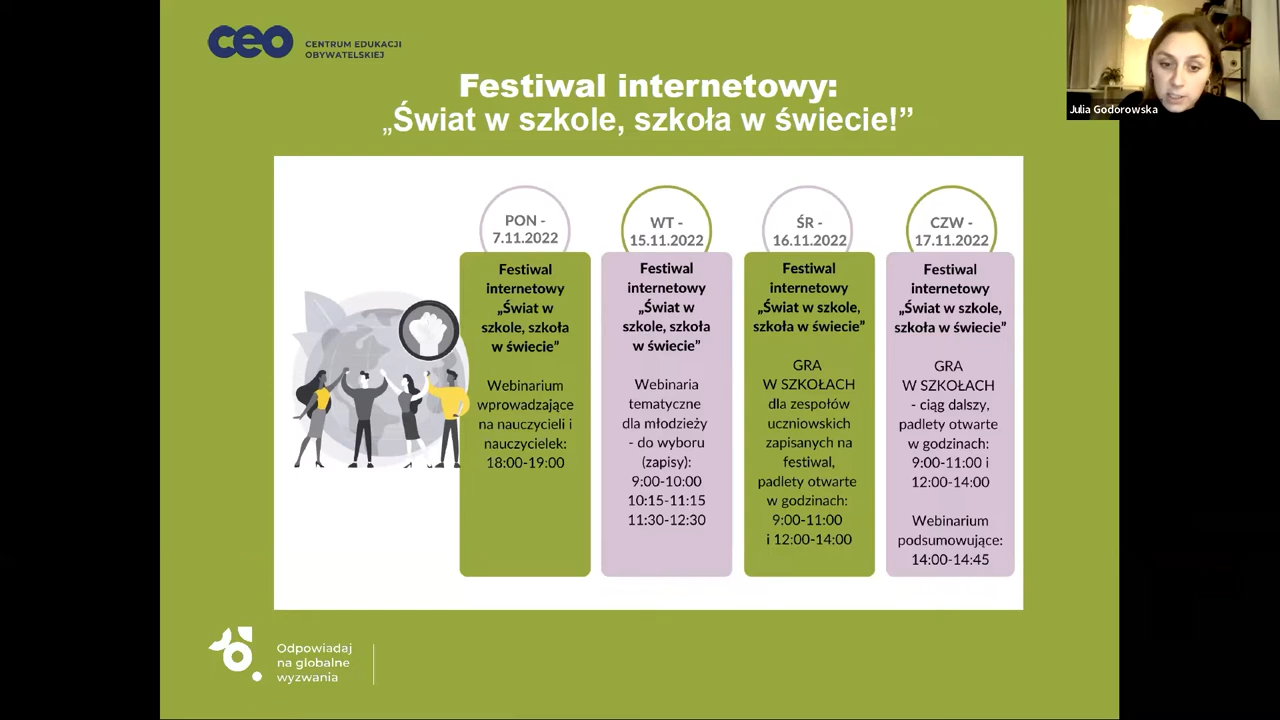 ceo
CENTRUM EDUKACJI
OBYWATELSKIEJ
Festiwal internetowy:
„Świat w szkole, szkoła w świecie!”
Julia Godorowska
PON -
7.11.2022
Festiwal
internetowy
„Świat w
szkole, szkoła
w świecie”
Webinarium
wprowadzające
na nauczycieli i
nauczycielek:
18:00-19:00
WT -
15.11.2022
Festiwal
internetowy
„Świat w
szkole, szkoła
w świecie”
Webinaria
tematyczne
dla młodzieży
- do wyboru
(zapisy):
9:00-10:00
10:15-11:15
11:30-12:30
ŚR -
16.11.2022
Festiwal
internetowy
„Świat w szkole,
szkoła w świecie”
GRA
W SZKOŁACH
dla zespołów
uczniowskich
zapisanych na
festiwal,
padlety otwarte
w godzinach:
9:00-11:00
i 12:00-14:00
CZW -
17.11.2022
Festiwal
internetowy
„Świat w szkole,
szkoła w świecie”
GRA
W SZKOŁACH
- ciąg dalszy,
padlety otwarte
w godzinach:
9:00-11:00 i
12:00-14:00
Webinarium
podsumowujące:
14:00-14:45
Odpowiadaj
na globalne
wyzwania